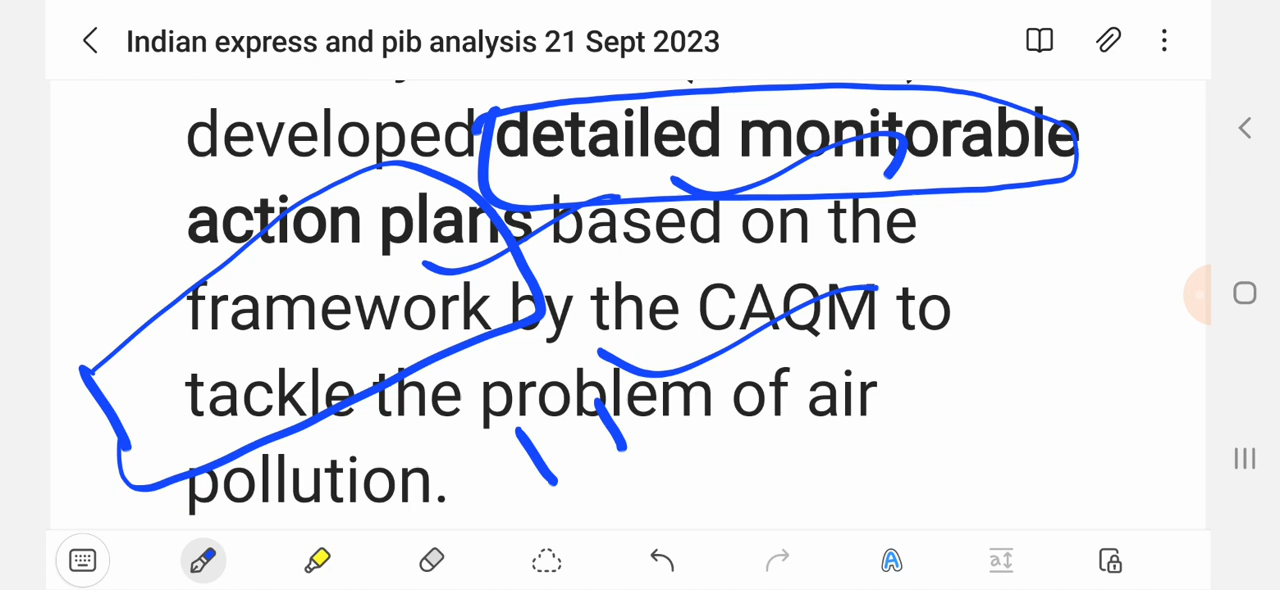 Indian express and pib analysis 21 Sept 2023
developed detailed monitorable
action plans based on the
framework by the CAQM to
tackle the problem of air
pollution.